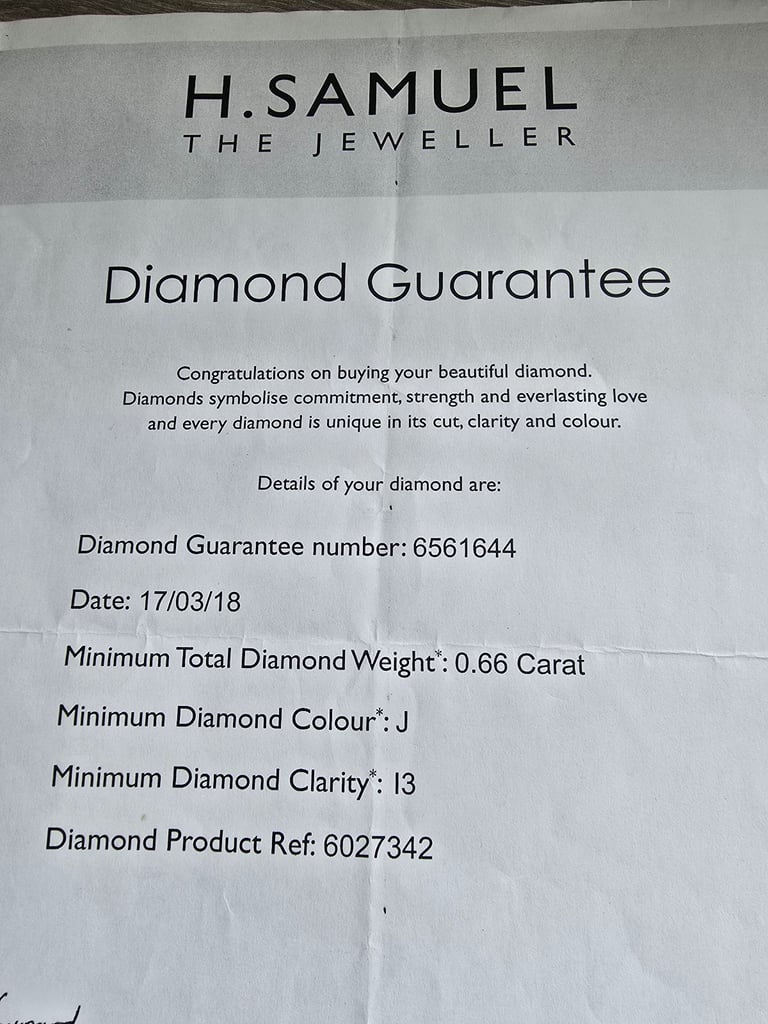 H.SAMUEL
THE JEWELLER
Diamond Guarantee
Congratulations on buying your beautiful diamond.
Diamonds symbolise commitment, strength and everlasting love
and every diamond is unique in its cut, clarity and colour.
Details of your diamond are:
Diamond Guarantee number: 6561644
Date: 17/03/18
Minimum Total Diamond Weight*: 0.66 Carat
Minimum Diamond Colour*: J
Minimum Diamond Clarity*: I3
Diamond Product Ref: 6027342